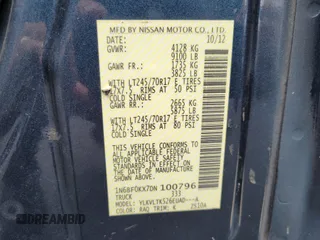 MFD BY NISSAN MOTOR CO., LTD.
10/12
GVWR: 4128 KG
9100 LB
GAWR FR: 1735 KG
3825 LB
WITH LT245/70R17 E TIRES
17X7.5 RIMS AT 50 PSI
COLD SINGLE
GAWR RR: 2665 KG
5875 LB
WITH LT245/70R17 E TIRES
17X7.5 RIMS AT 80 PSI
COLD SINGLE
THIS VEHICLE CONFORMS TO ALL
APPLICABLE U.S. FEDERAL MOTOR
VEHICLE SAFETY STANDARDS IN
EFFECT ON THE DATE OF
MANUFACTURE SHOWN ABOVE.
100796
TRUCK
COLOR: BAQ TRIM: K
RIDESAFELY